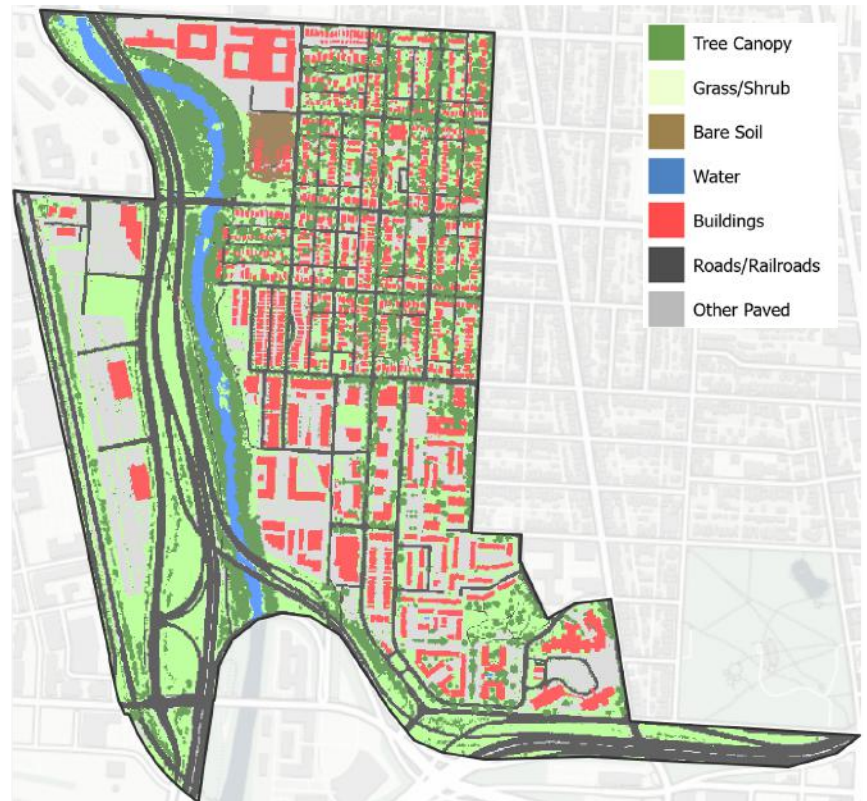 Tree Canopy
Grass/Shrub
Bare Soil
Water
Buildings
Roads/Railroads
Other Paved